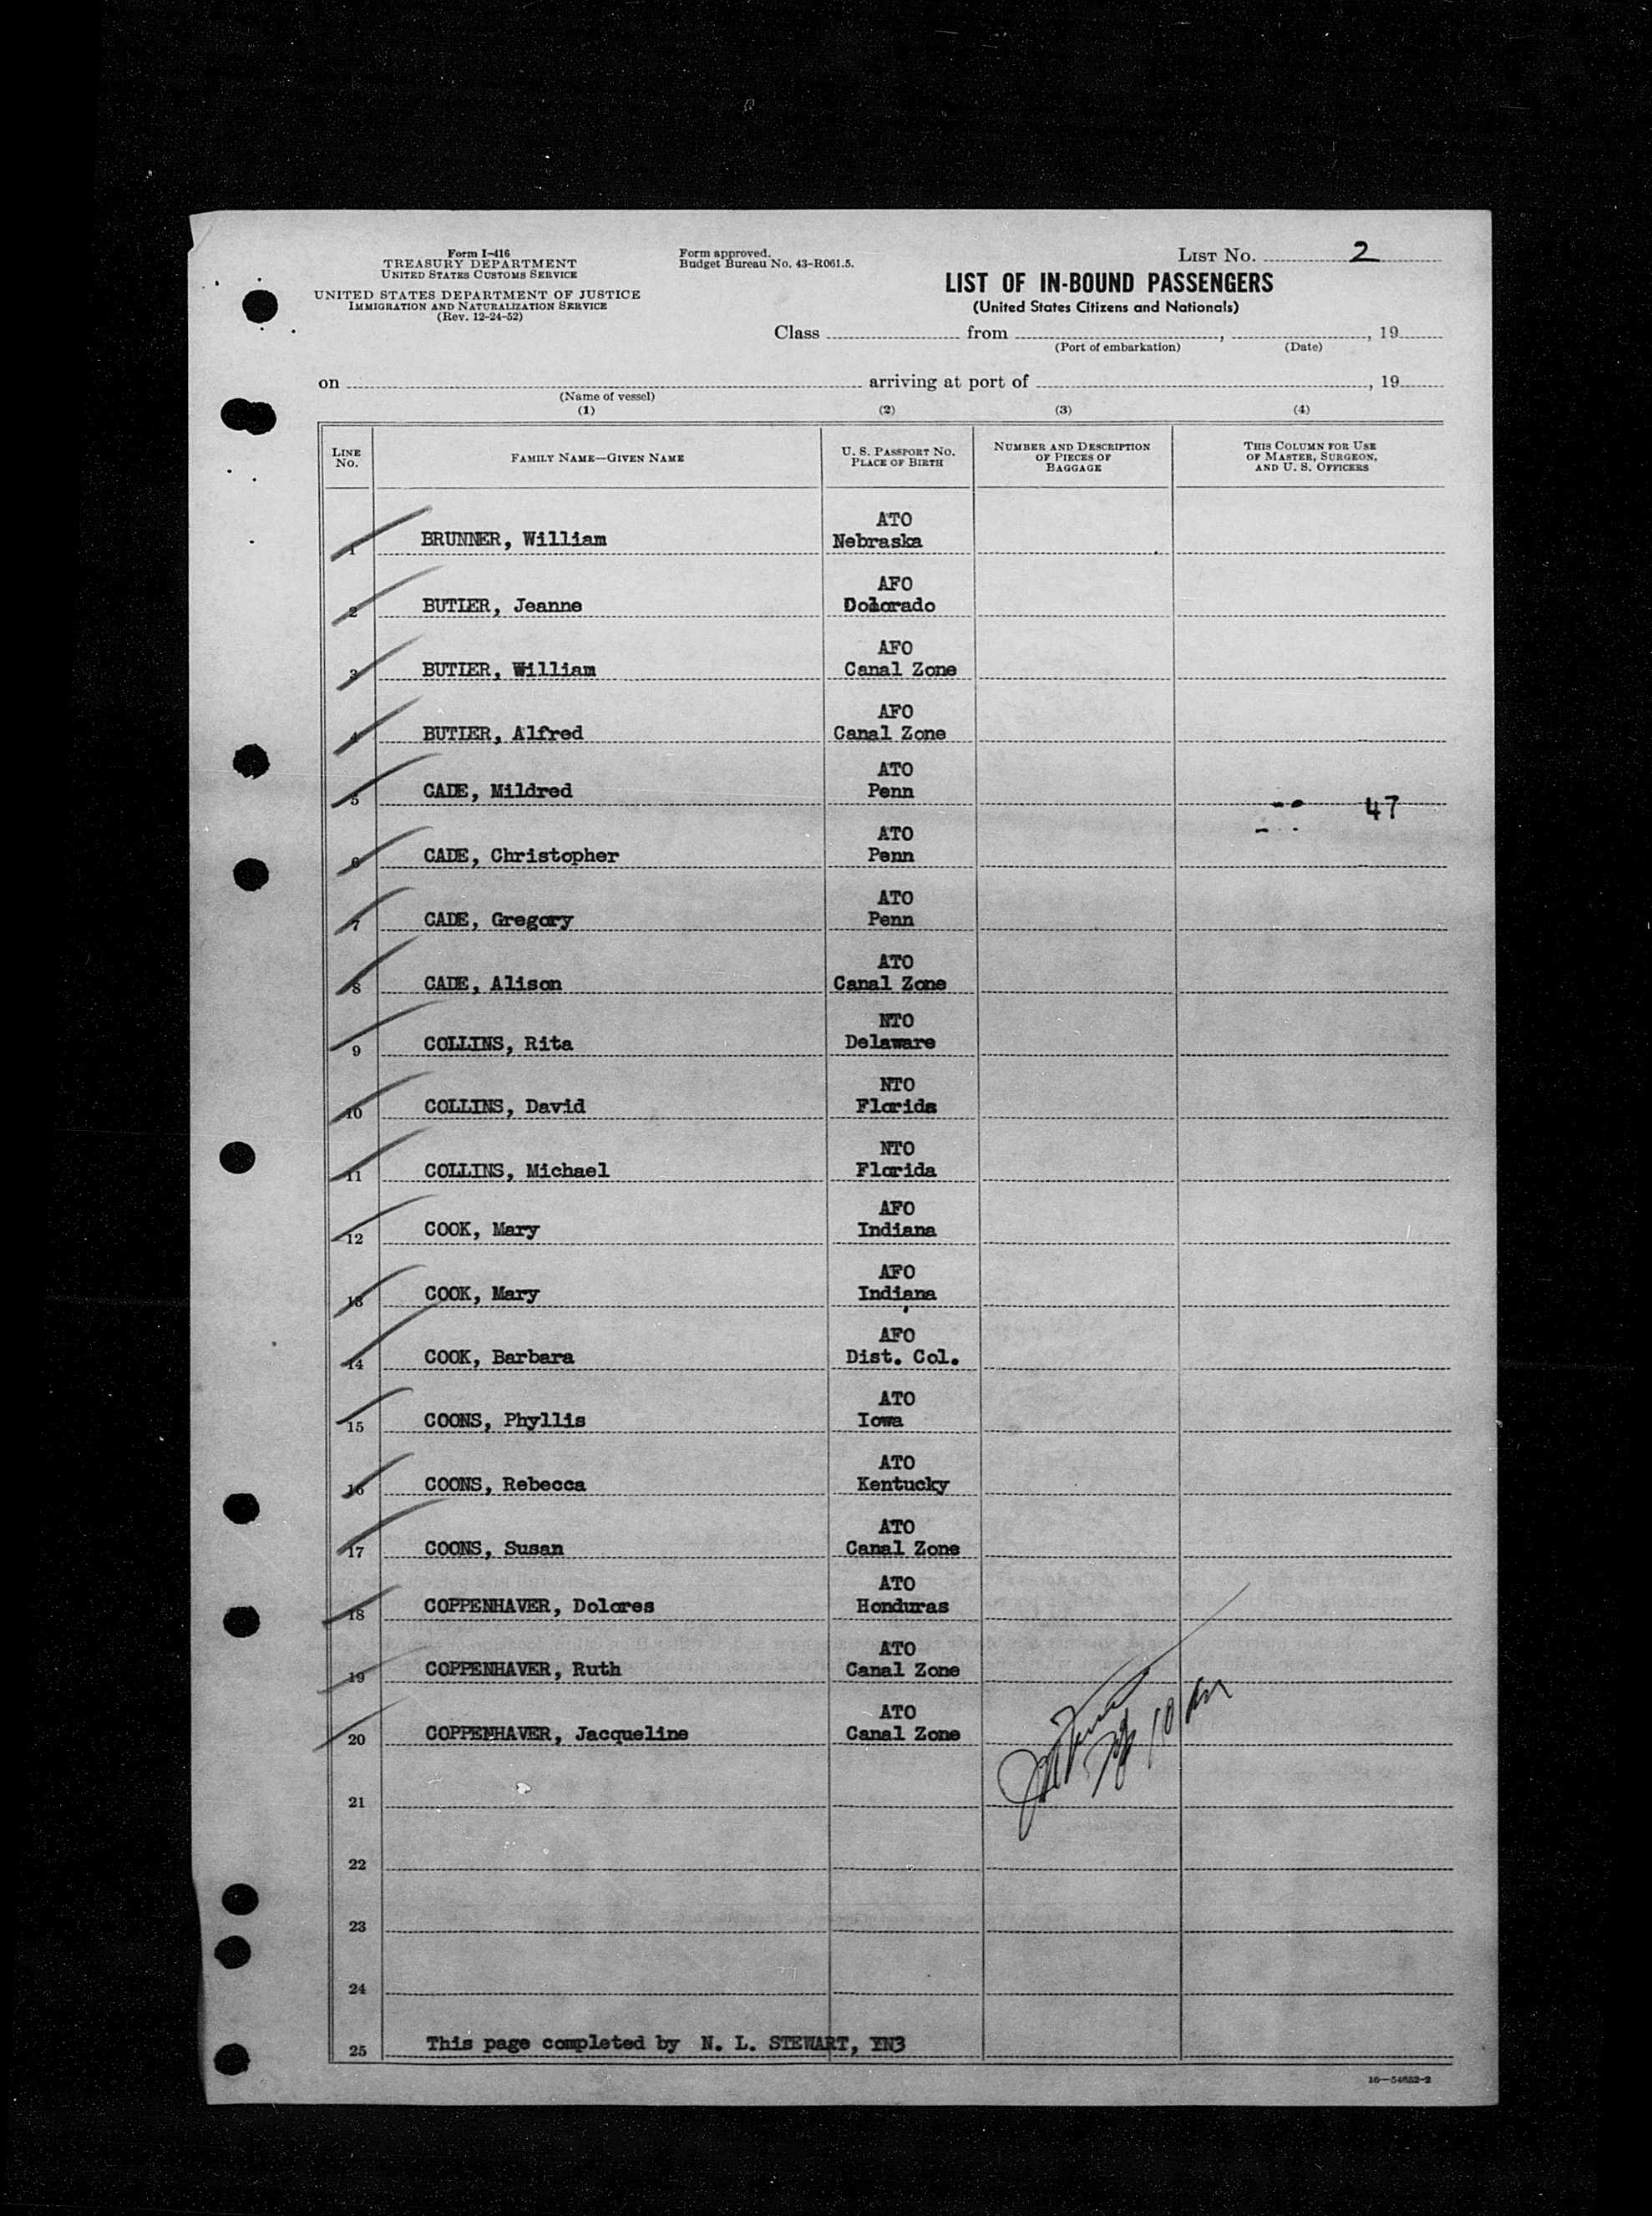 Form I-416
TREASURY DEPARTMENT
UNITED STATES CUSTOMS SERVICE
UNITED STATES DEPARTMENT OF JUSTICE
IMMIGRATION AND NATURALIZATION SERVICE
(Rev. 12-24-52)
Form approved.
Budget Bureau No. 43-R061.5.
LIST No. 2
LIST OF IN-BOUND PASSENGERS
(United States Citizens and Nationals)
Class from , , 19
(Port of embarkation) (Date)
on arriving at port of , 19
(Name of vessel)
(1) (2) (3) (4)
LINE No. FAMILY NAME—GIVEN NAME U. S. PASSPORT NO. PLACE OF BIRTH NUMBER AND DESCRIPTION OF PIECES OF BAGGAGE THIS COLUMN FOR USE OF MASTER, SURGEON, AND U. S. OFFICERS
ATO
1 BRUNNER, William Nebraska
AFO
2 BUTLER, Jeanne Dolorado
AFO
3 BUTLER, William Canal Zone
AFO
4 BUTLER, Alfred Canal Zone
ATO
5 CADE, Mildred Penn 47
ATO
6 CADE, Christopher Penn
ATO
7 CADE, Gregory Penn
ATO
8 CADE, Alison Canal Zone
NTO
9 COLLINS, Rita Delaware
NTO
10 COLLINS, David Florida
NTO
11 COLLINS, Michael Florida
AFO
12 COOK, Mary Indiana
AFO
13 COOK, Mary Indiana
AFO
14 COOK, Barbara Dist. Col.
ATO
15 COONS, Phyllis Iowa
ATO
16 COONS, Rebecca Kentucky
ATO
17 COONS, Susan Canal Zone
ATO
18 COPPENHAVER, Dolores Honduras
ATO
19 COPPENHAVER, Ruth Canal Zone
ATO
20 COPPENHAVER, Jacqueline Canal Zone
21
22
23
24
25 This page completed by N. L. STEWART, YN3
16—54652-2